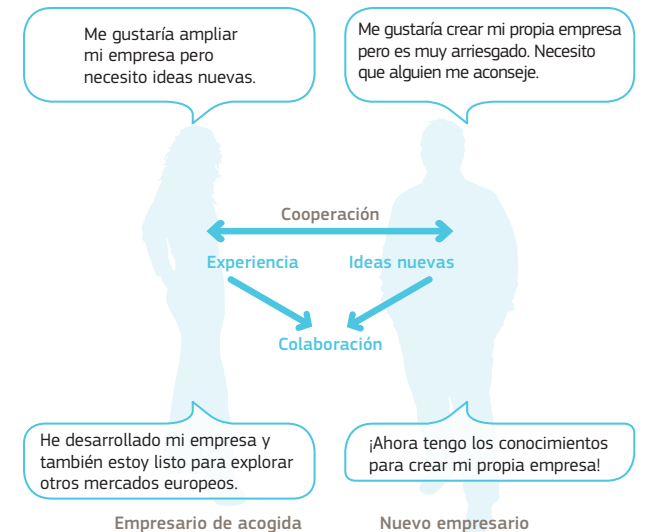 Me gustaría ampliar
mi empresa pero
necesito ideas nuevas.
Me gustaría crear mi propia empresa
pero es muy arriesgado. Necesito
que alguien me aconseje.
Cooperación
Experiencia
Ideas nuevas
Colaboración
He desarrollado mi empresa y
también estoy listo para explorar
otros mercados europeos.
¡Ahora tengo los conocimientos
para crear mi propia empresa!
Empresario de acogida
Nuevo empresario